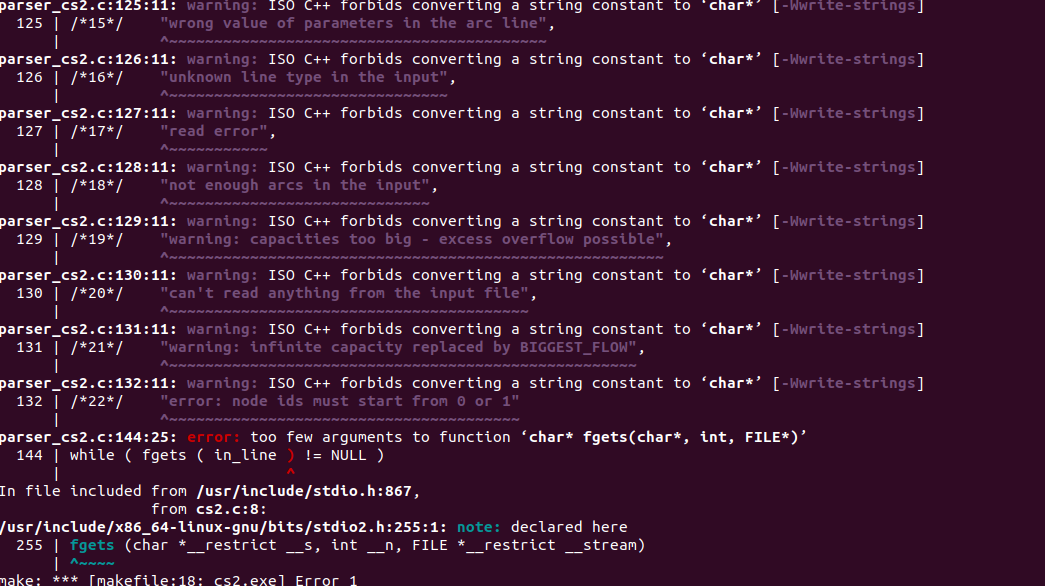 parser_cs2.c:125:11: warning: ISO C++ forbids converting a string constant to ‘char*’ [-Wwrite-strings]
125 | /*15*/    "wrong value of parameters in the arc line",
| ^~~~~~~~~~~~~~~~~~~~~~~~~~~~~~~~~~~~~~~~~~~
parser_cs2.c:126:11: warning: ISO C++ forbids converting a string constant to ‘char*’ [-Wwrite-strings]
126 | /*16*/    "unknown line type in the input",
| ^~~~~~~~~~~~~~~~~~~~~~~~~~~~~~~~
parser_cs2.c:127:11: warning: ISO C++ forbids converting a string constant to ‘char*’ [-Wwrite-strings]
127 | /*17*/    "read error",
| ^~~~~~~~~~~~
parser_cs2.c:128:11: warning: ISO C++ forbids converting a string constant to ‘char*’ [-Wwrite-strings]
128 | /*18*/    "not enough arcs in the input",
| ^~~~~~~~~~~~~~~~~~~~~~~~~~~~~~
parser_cs2.c:129:11: warning: ISO C++ forbids converting a string constant to ‘char*’ [-Wwrite-strings]
129 | /*19*/    "warning: capacities too big - excess overflow possible",
| ^~~~~~~~~~~~~~~~~~~~~~~~~~~~~~~~~~~~~~~~~~~~~~~~~~~~~~~~
parser_cs2.c:130:11: warning: ISO C++ forbids converting a string constant to ‘char*’ [-Wwrite-strings]
130 | /*20*/    "can't read anything from the input file",
| ^~~~~~~~~~~~~~~~~~~~~~~~~~~~~~~~~~~~~~~~~
parser_cs2.c:131:11: warning: ISO C++ forbids converting a string constant to ‘char*’ [-Wwrite-strings]
131 | /*21*/    "warning: infinite capacity replaced by BIGGEST_FLOW",
| ^~~~~~~~~~~~~~~~~~~~~~~~~~~~~~~~~~~~~~~~~~~~~~~~~~~~~
parser_cs2.c:132:11: warning: ISO C++ forbids converting a string constant to ‘char*’ [-Wwrite-strings]
132 | /*22*/    "error: node ids must start from 0 or 1"
| ^~~~~~~~~~~~~~~~~~~~~~~~~~~~~~~~~~~~~~~~
parser_cs2.c:144:25: error: too few arguments to function ‘char* fgets(char*, int, FILE*)’
144 | while ( fgets ( in_line ) != NULL )
| ^
In file included from /usr/include/stdio.h:867,
from cs2.c:8:
/usr/include/x86_64-linux-gnu/bits/stdio2.h:255:1: note: declared here
255 | fgets (char *__restrict __s, int __n, FILE *__restrict __stream)
| ^~~~~
make: *** [makefile:18: cs2.exe] Error 1